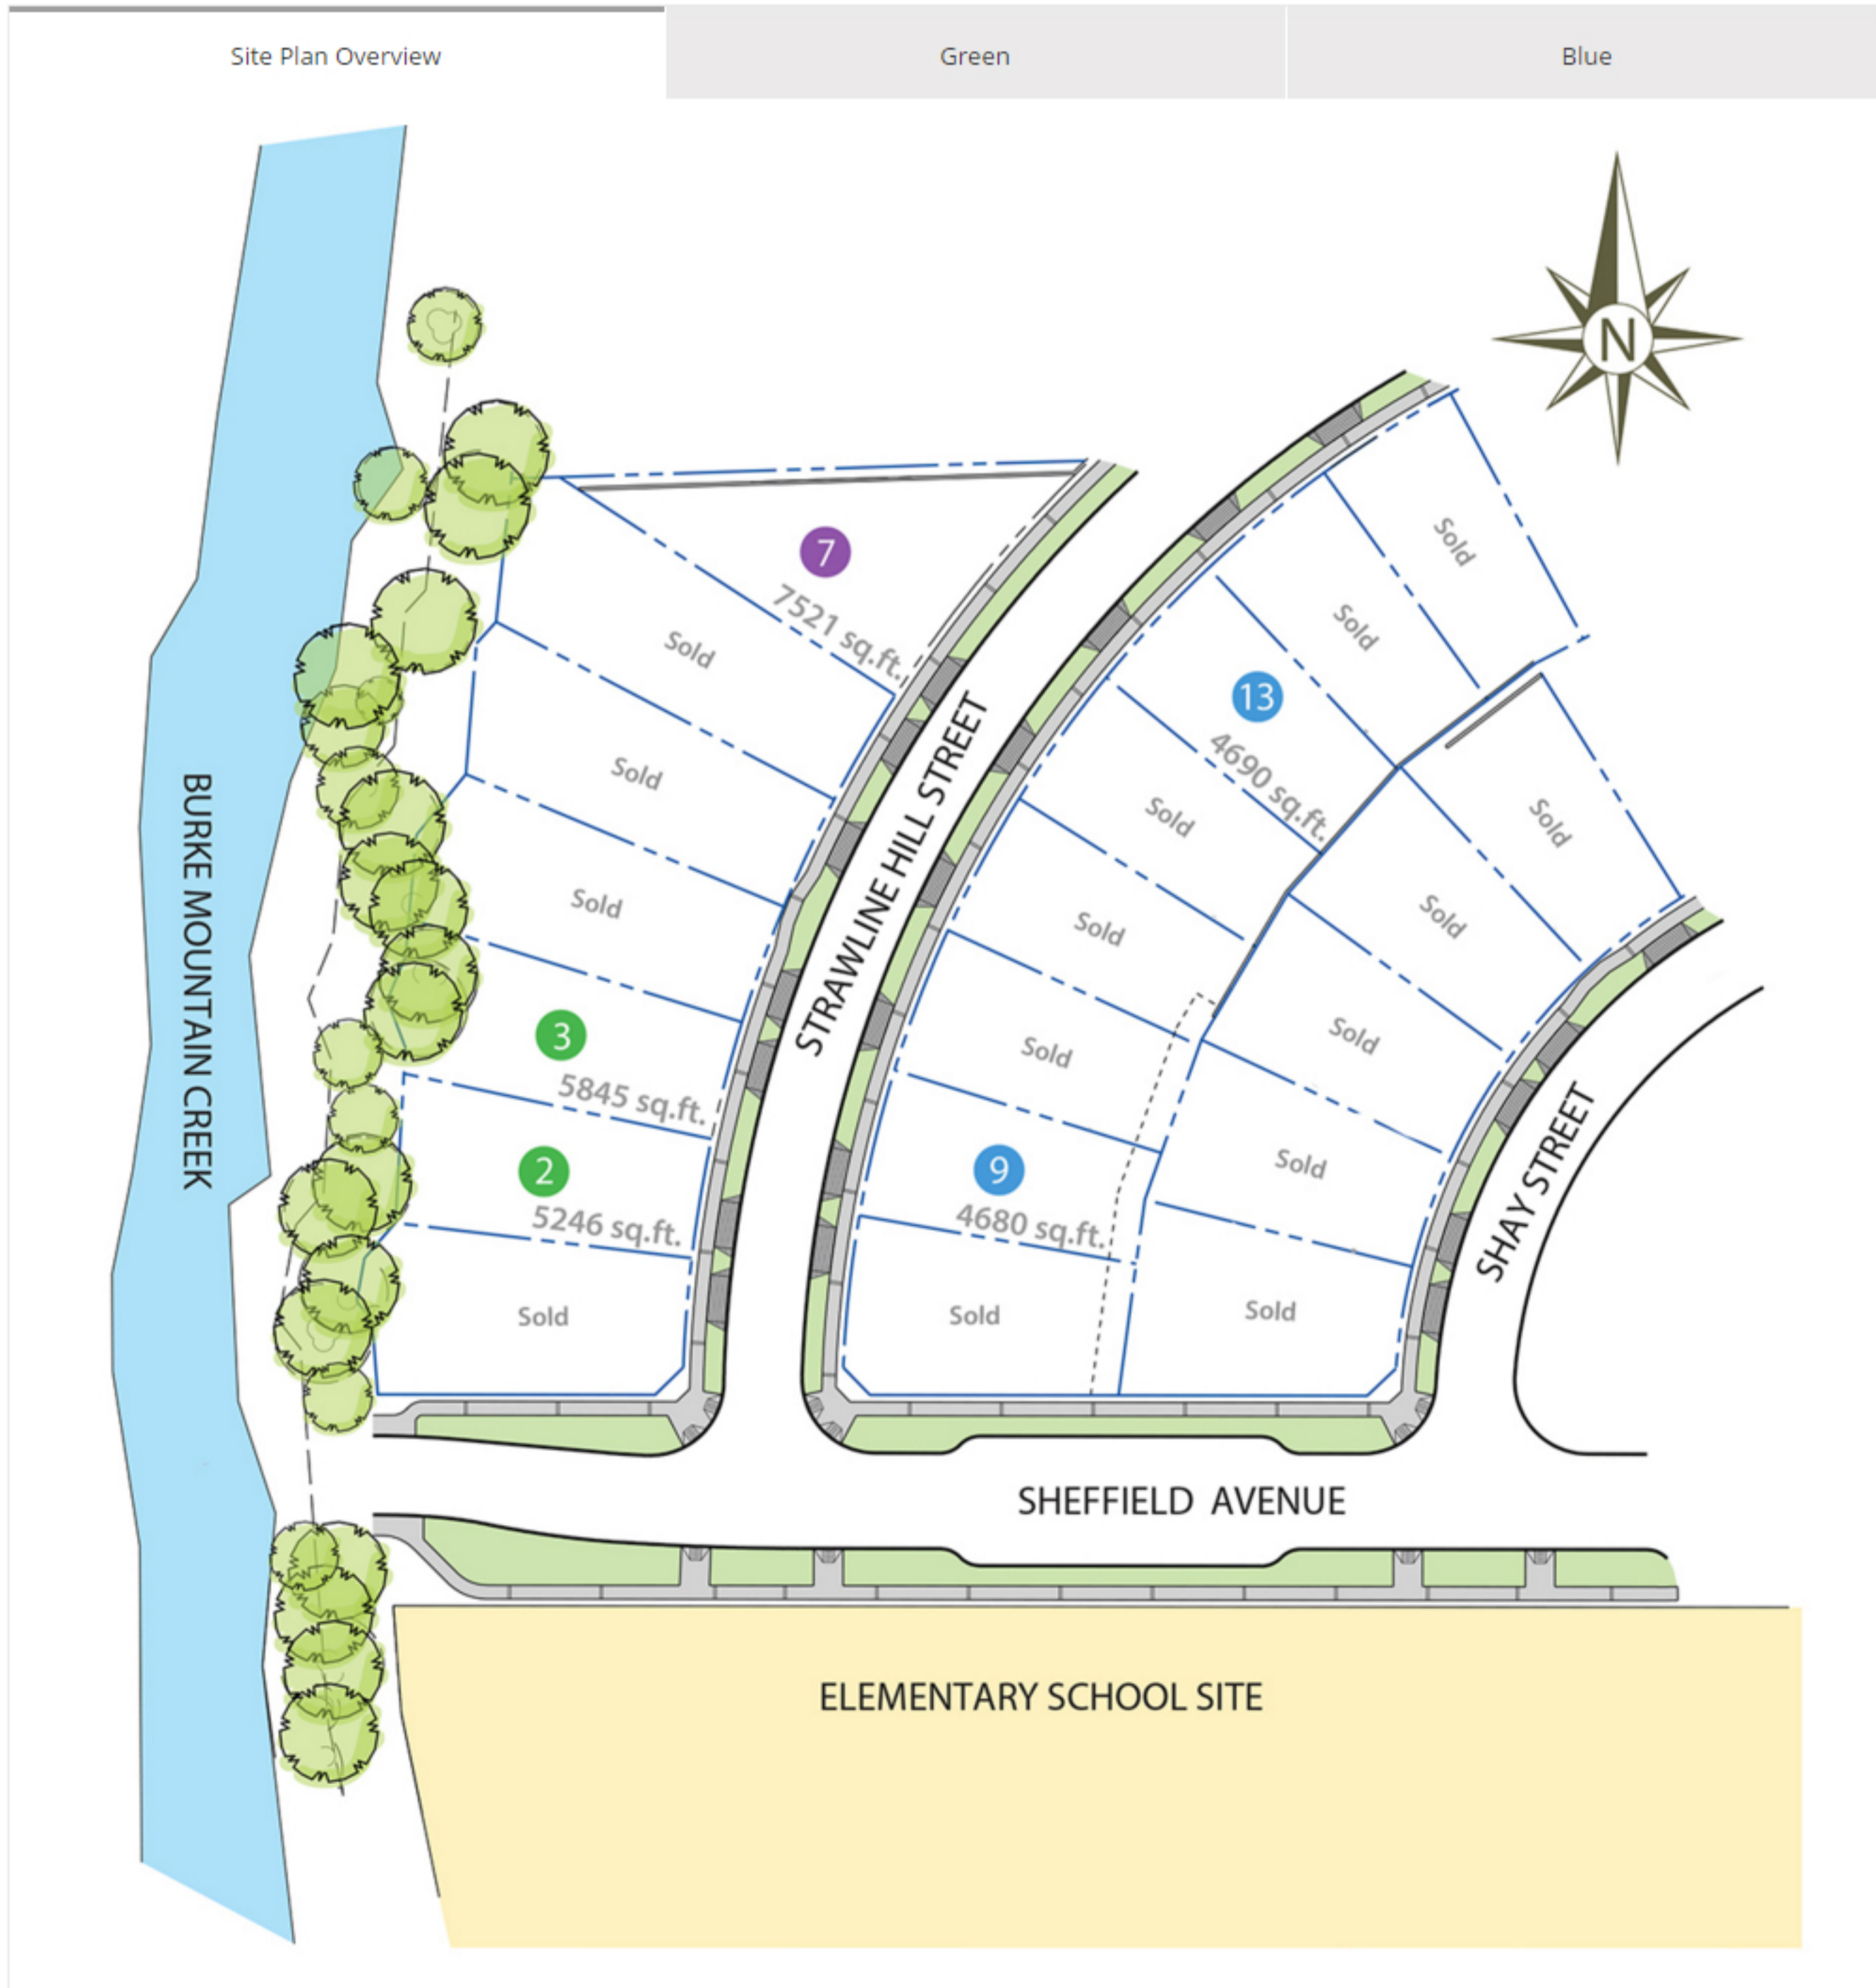 Site Plan Overview
Green
Blue
N
7
7521 sq.ft.
Sold
Sold
Sold
Sold
Sold
13
4690 sq.ft.
Sold
Sold
Sold
Sold
3
5845 sq.ft.
Sold
Sold
2
5246 sq.ft.
9
4680 sq.ft.
Sold
Sold
Sold
Sold
BURKE MOUNTAIN CREEK
STRAWLINE HILL STREET
SHAY STREET
SHEFFIELD AVENUE
ELEMENTARY SCHOOL SITE